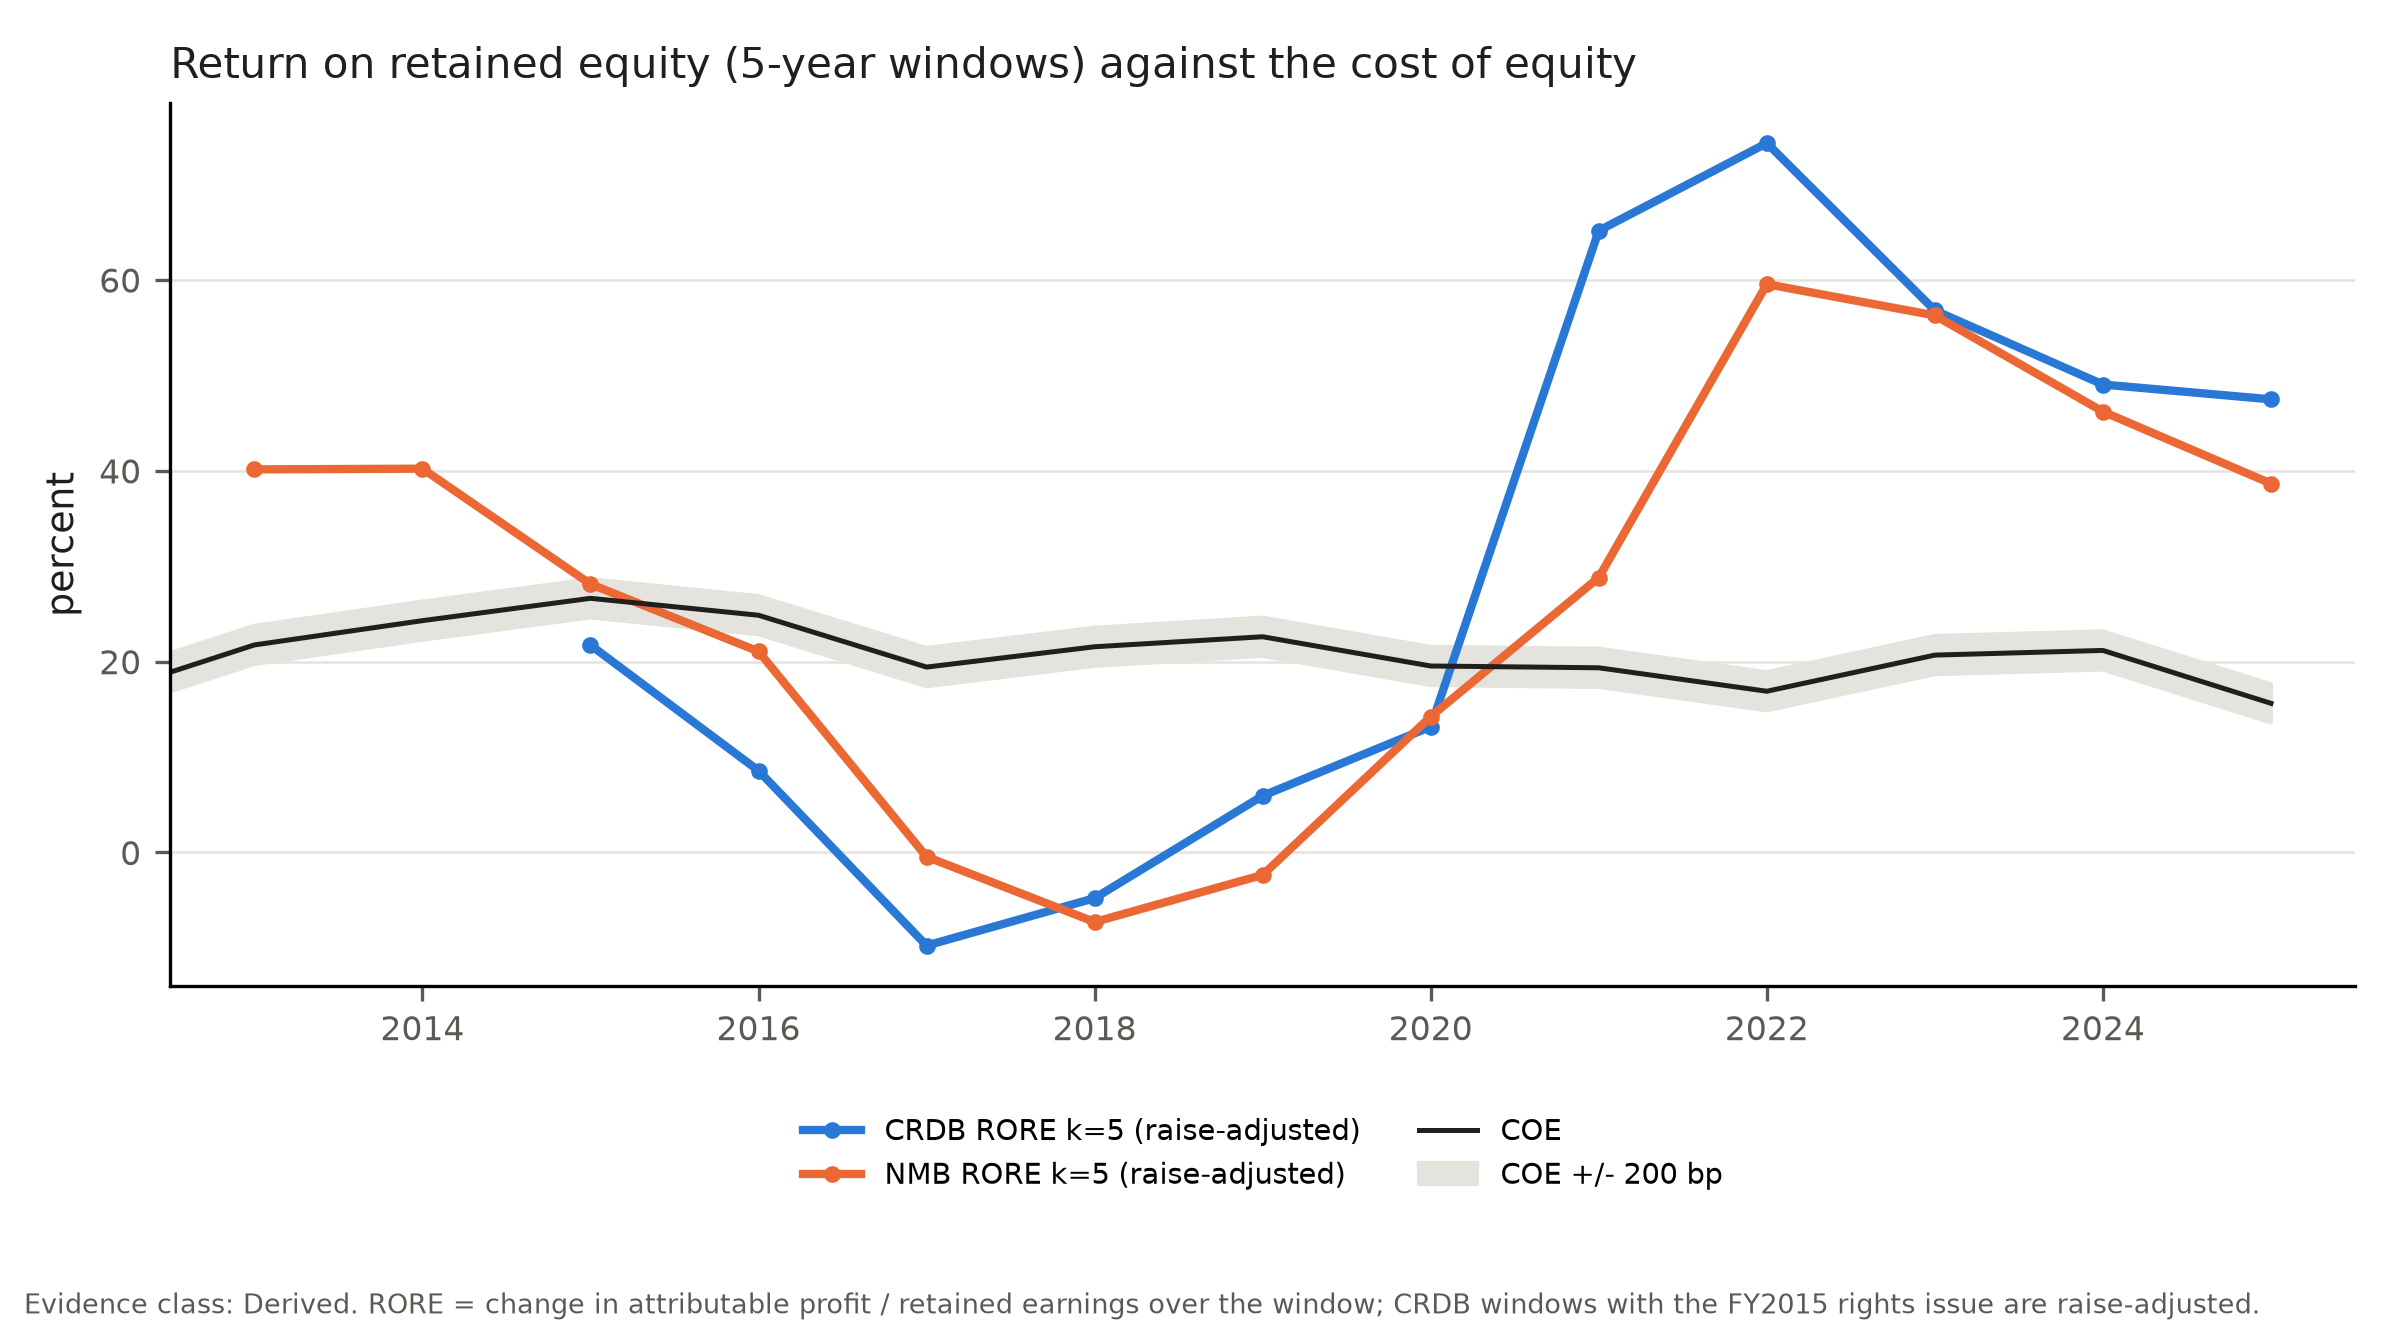 Return on retained equity (5-year windows) against the cost of equity
percent
60
40
20
0
2014 2016 2018 2020 2022 2024
CRDB RORE k=5 (raise-adjusted)
NMB RORE k=5 (raise-adjusted)
COE
COE +/- 200 bp
Evidence class: Derived. RORE = change in attributable profit / retained earnings over the window; CRDB windows with the FY2015 rights issue are raise-adjusted.